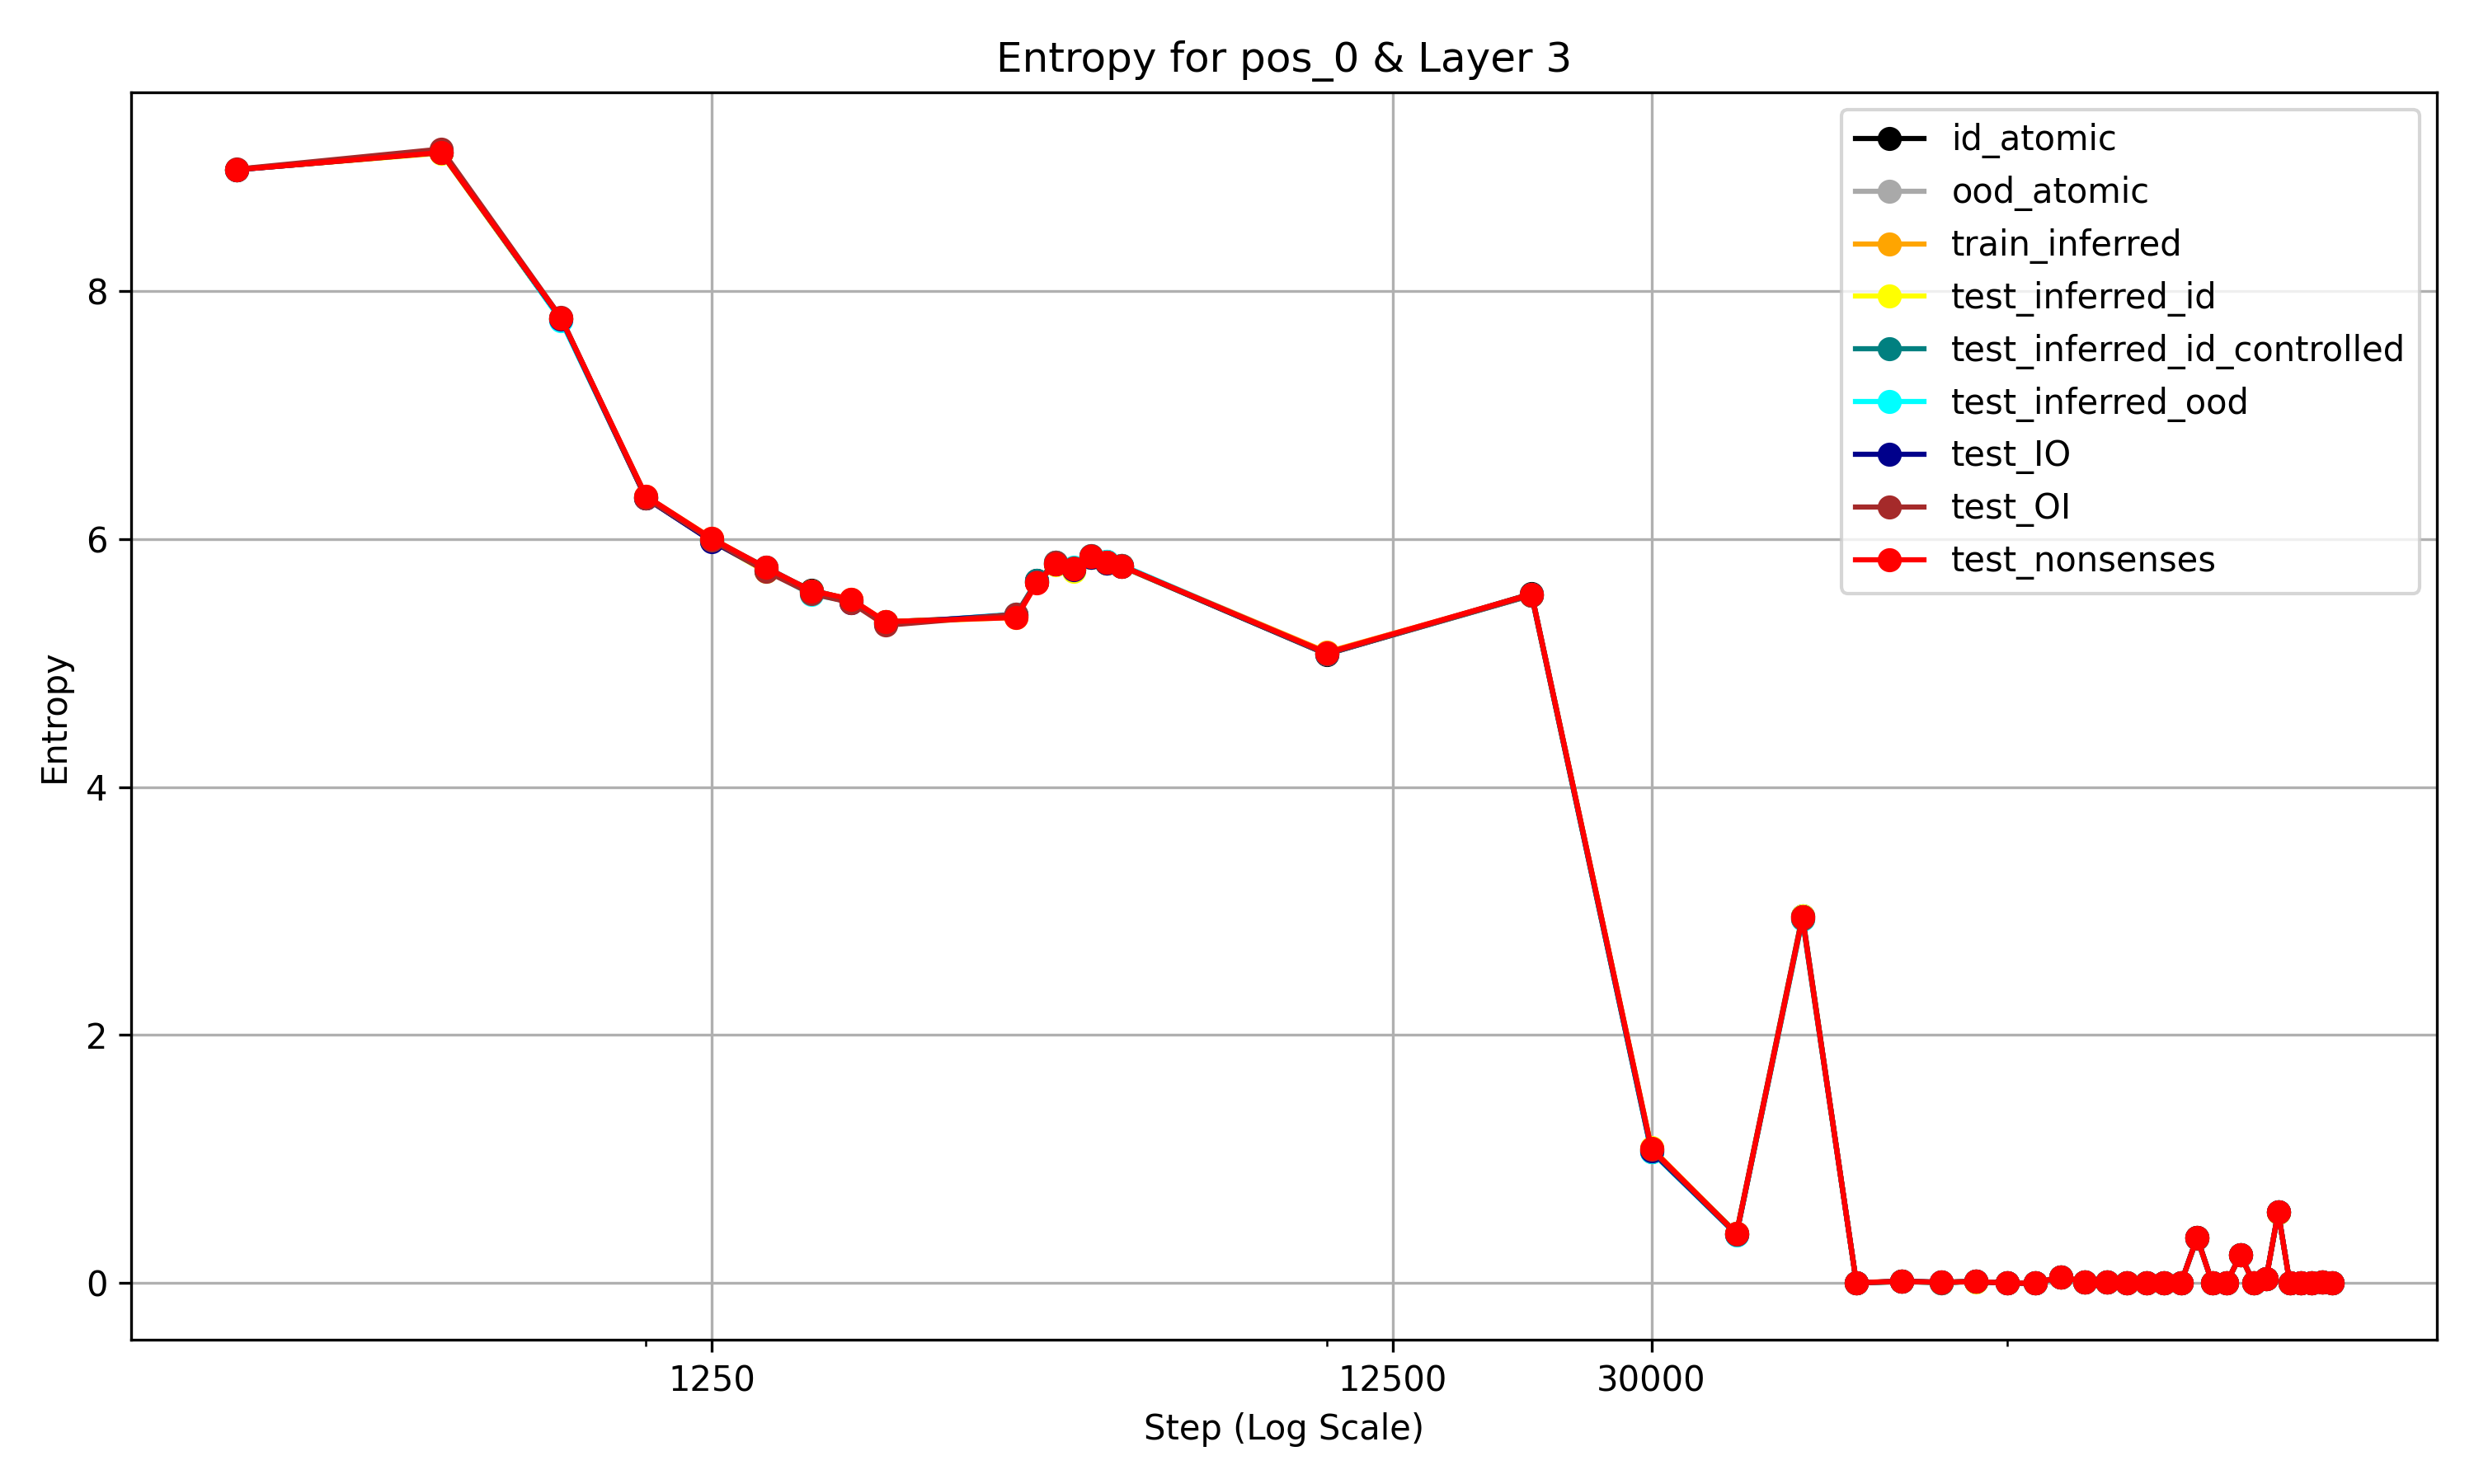 Entropy for pos_0 & Layer 3
id_atomic
ood_atomic
train_inferred
test_inferred_id
test_inferred_id_controlled
test_inferred_ood
test_IO
test_OI
test_nonsenses
Entropy
8
6
4
2
0
1250
12500
30000
Step (Log Scale)